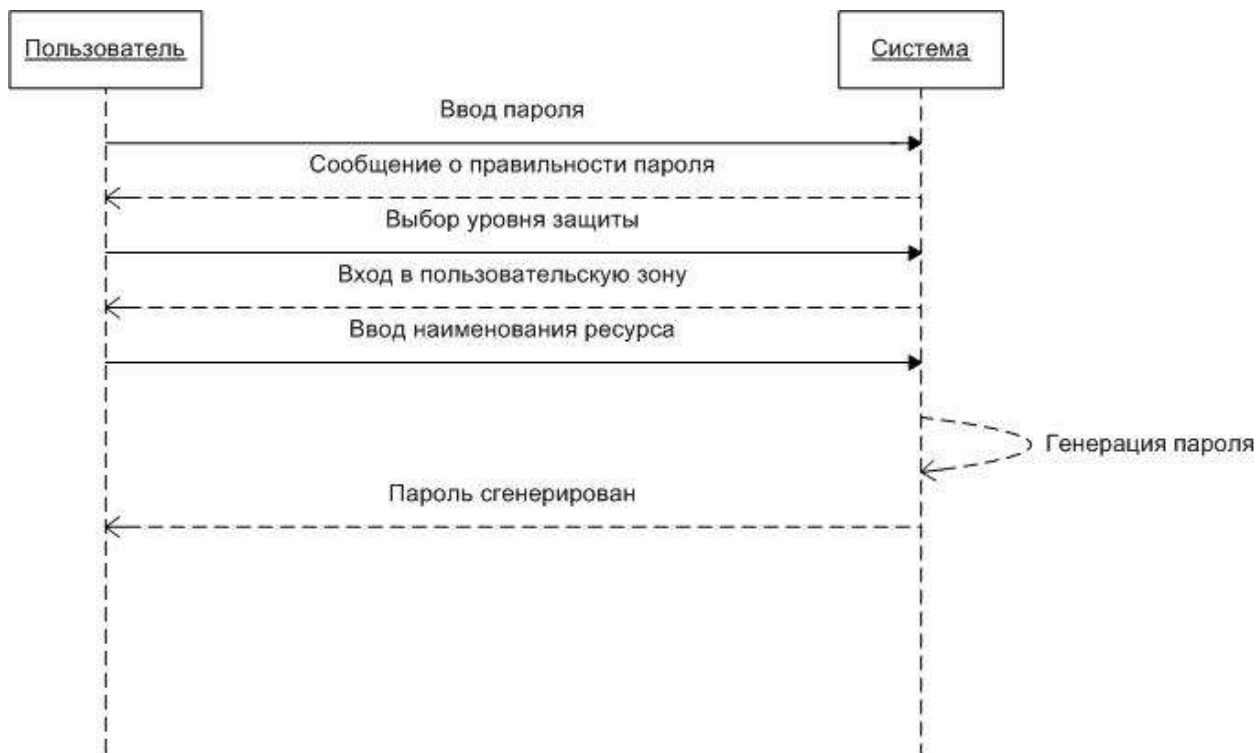 Пользователь
Система
Ввод пароля
Сообщение о правильности пароля
Выбор уровня защиты
Вход в пользовательскую зону
Ввод наименования ресурса
Генерация пароля
Пароль сгенерирован